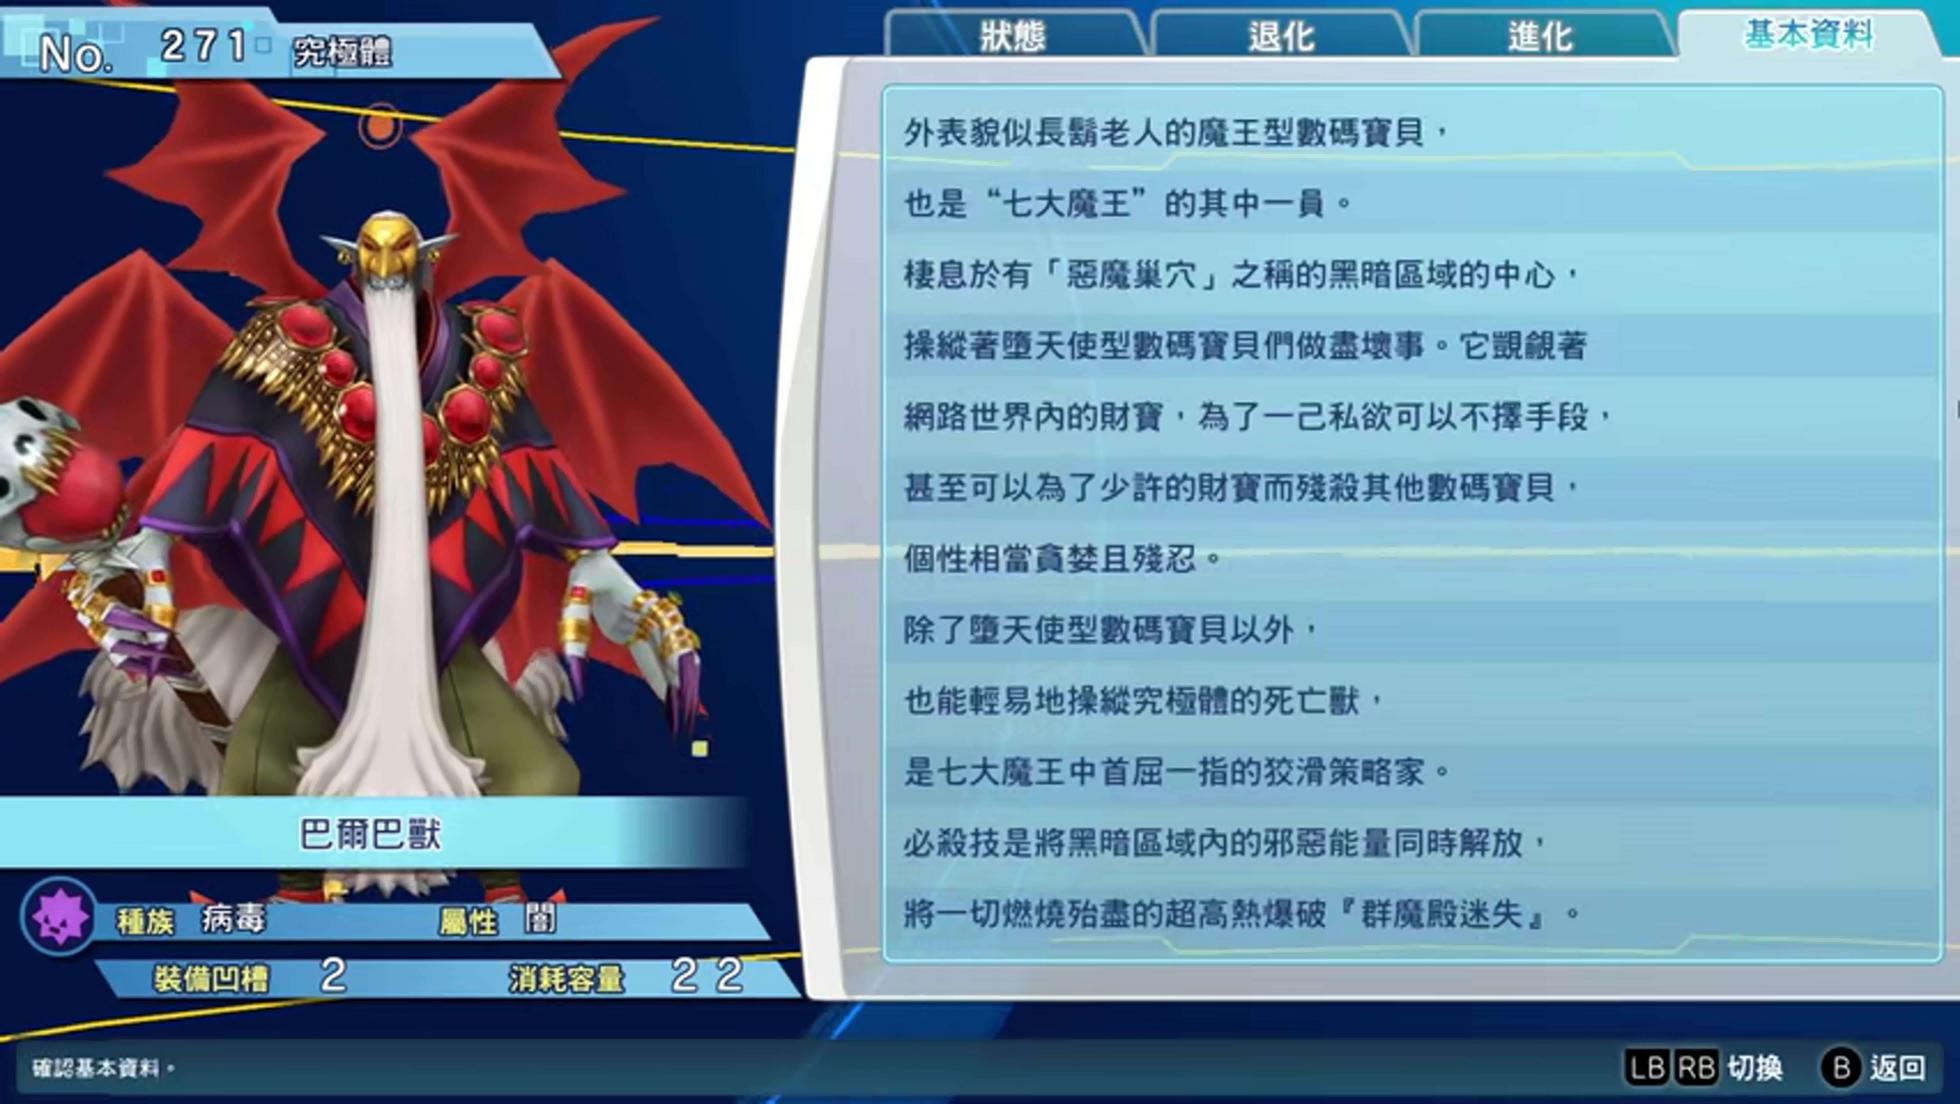 No. 271 究極體
狀態
退化
進化
基本資料
外表貌似長鬍老人的魔王型數碼寶貝，
也是“七大魔王”的其中一員。
棲息於有「惡魔巢穴」之稱的黑暗區域的中心，
操縱著墮天使型數碼寶貝們做盡壞事。它覬覦著
網路世界內的財寶，為了一己私欲可以不擇手段，
甚至可以為了少許的財寶而殘殺其他數碼寶貝，
個性相當貪婪且殘忍。
除了墮天使型數碼寶貝以外，
也能輕易地操縱究極體的死亡獸，
是七大魔王中首屈一指的狡滑策略家。
必殺技是將黑暗區域內的邪惡能量同時解放，
將一切燃燒殆盡的超高熱爆破『群魔殿迷失』。
巴爾巴獸
種族 病毒 屬性 闇
裝備凹槽 2 消耗容量 22
確認基本資料。
LB RB 切換 B 返回